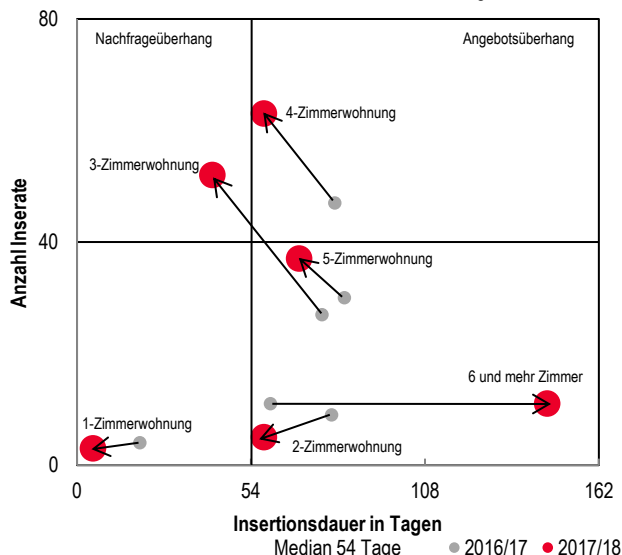 80
Nachfrageüberhang
Angebotsüberhang
4-Zimmerwohnung
3-Zimmerwohnung
Anzahl Inserate
40
5-Zimmerwohnung
6 und mehr Zimmer
1-Zimmerwohnung
2-Zimmerwohnung
0
0 54 108 162
Insertionsdauer in Tagen
Median 54 Tage 2016/17 2017/18